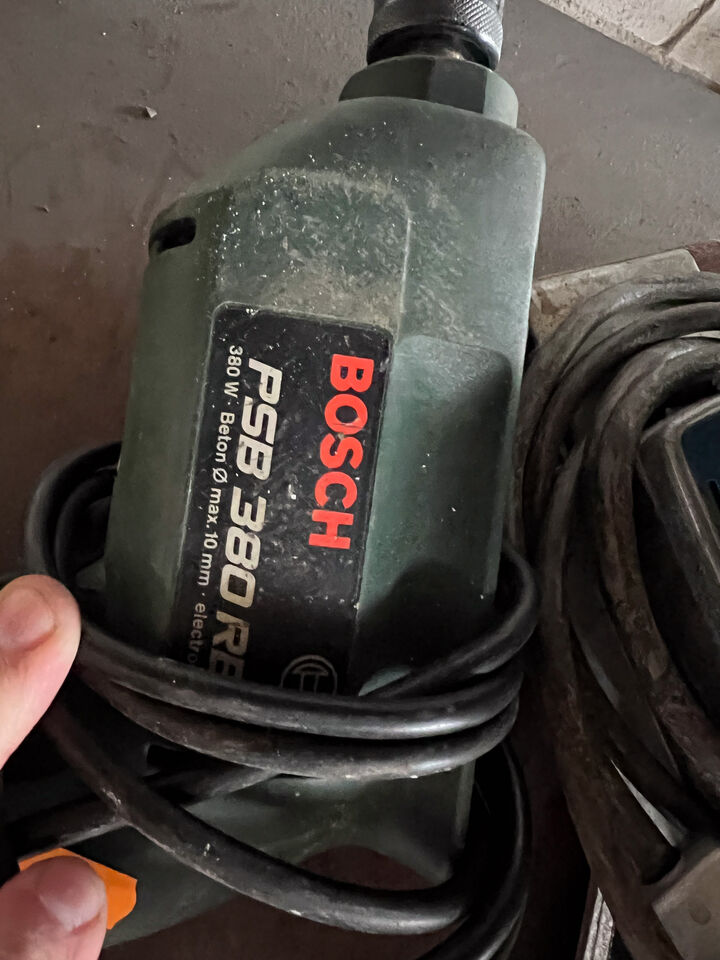 BOSCH
PSB 380 RE
380 W · Beton Ø max. 10 mm · electro